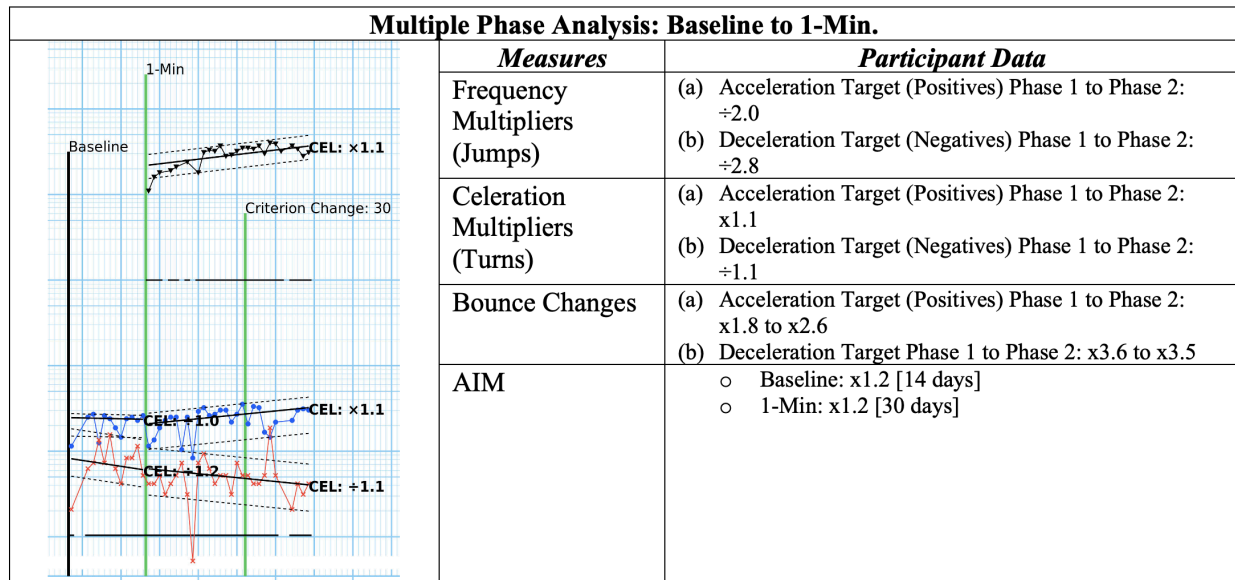 Multiple Phase Analysis: Baseline to 1-Min.
1-Min
Baseline
CEL: ×1.1
Criterion Change: 30
CEL: ÷1.0
CEL: ×1.1
CEL: ÷1.2
CEL: ÷1.1
Measures
Participant Data
Frequency
Multipliers
(Jumps)
(a) Acceleration Target (Positives) Phase 1 to Phase 2:
÷2.0
(b) Deceleration Target (Negatives) Phase 1 to Phase 2:
÷2.8
Celeration
Multipliers
(Turns)
(a) Acceleration Target (Positives) Phase 1 to Phase 2:
x1.1
(b) Deceleration Target (Negatives) Phase 1 to Phase 2:
÷1.1
Bounce Changes
(a) Acceleration Target (Positives) Phase 1 to Phase 2:
x1.8 to x2.6
(b) Deceleration Target Phase 1 to Phase 2: x3.6 to x3.5
AIM
o Baseline: x1.2 [14 days]
o 1-Min: x1.2 [30 days]